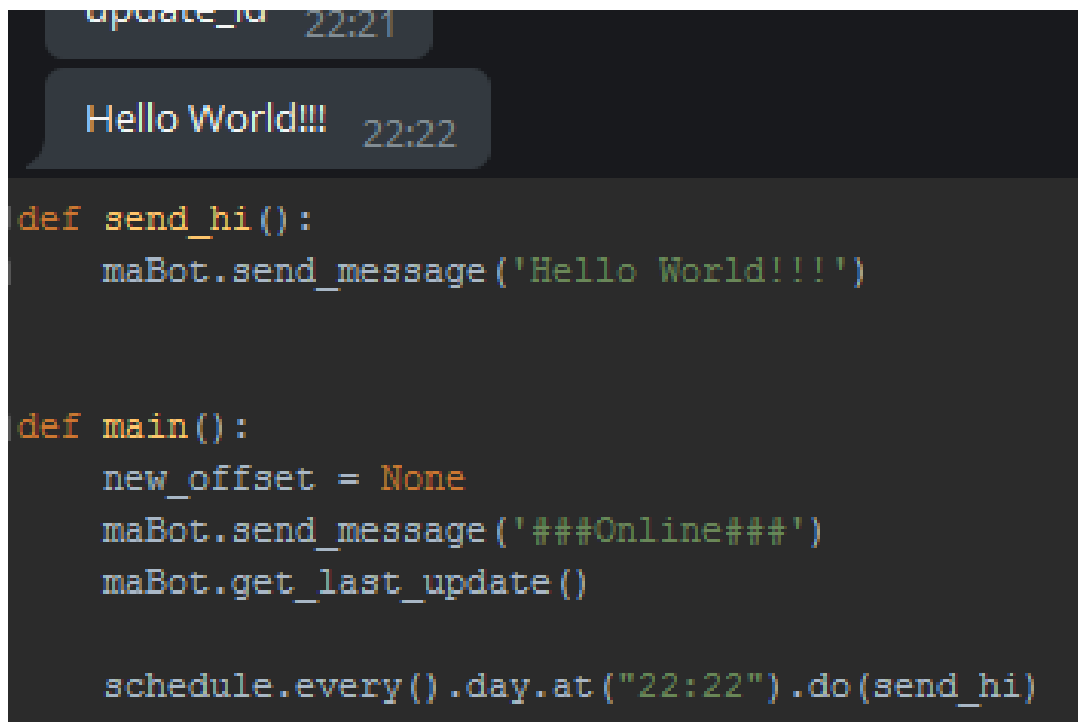 update_id 22:21
Hello World!!! 22:22
def send_hi():
maBot.send_message('Hello World!!!')
def main():
new_offset = None
maBot.send_message('###Online###')
maBot.get_last_update()
schedule.every().day.at("22:22").do(send_hi)